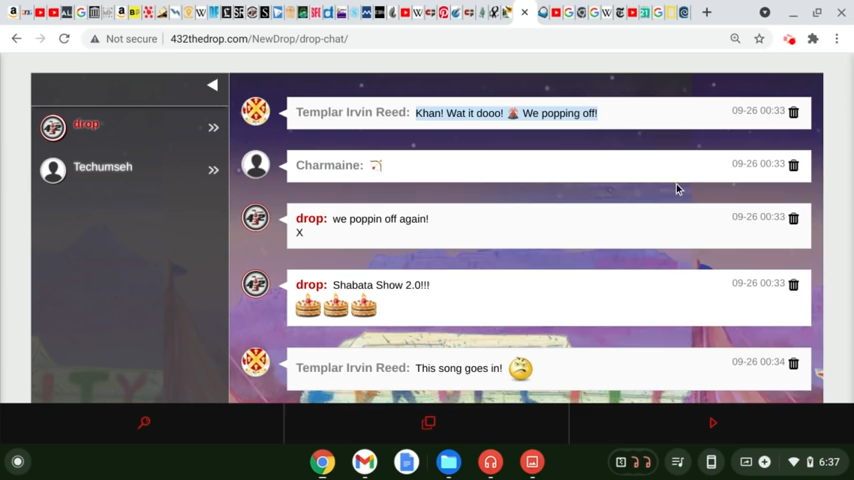 Not secure
432thedrop.com/NewDrop/drop-chat/
drop
Techumseh
Templar Irvin Reed: Khan! Wat it dooo! 🌋 We popping off!
09-26 00:33
Charmaine: 🏹
09-26 00:33
drop: we poppin off again!
X
09-26 00:33
drop: Shabata Show 2.0!!!
🎂🎂🎂
09-26 00:33
Templar Irvin Reed: This song goes in!
09-26 00:34
6:37